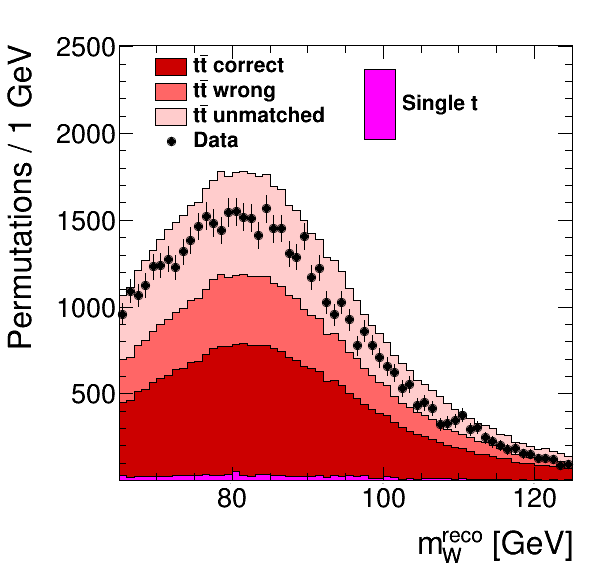 Permutations / 1 GeV
2500
2000
1500
1000
500
tt̄ correct
tt̄ wrong
tt̄ unmatched
Data
Single t
80
100
120
m_W^reco [GeV]